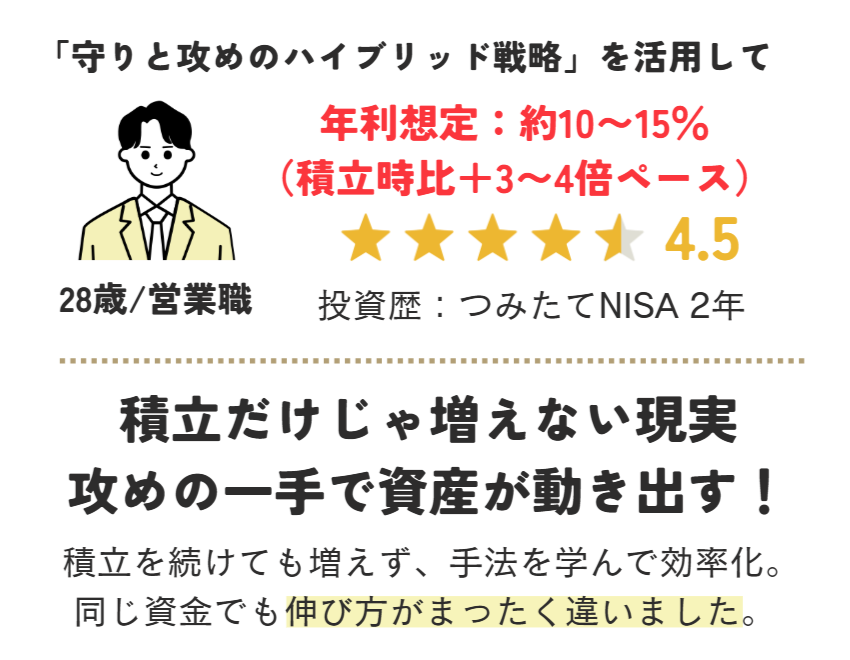 「守りと攻めのハイブリッド戦略」を活用して
年利想定：約10〜15%
（積立時比＋3〜4倍ペース）
4.5
28歳/営業職
投資歴：つみたてNISA 2年
積立だけじゃ増えない現実
攻めの一手で資産が動き出す！
積立を続けても増えず、手法を学んで効率化。
同じ資金でも伸び方がまったく違いました。